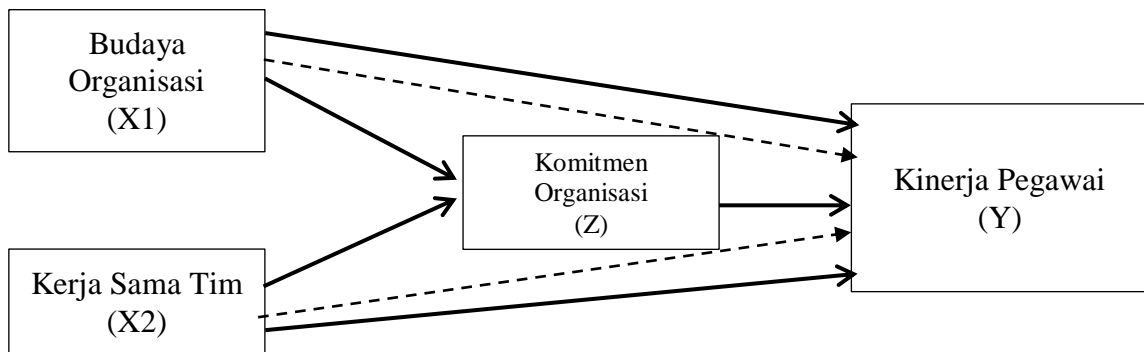 Budaya
Organisasi
(X1)
Komitmen
Organisasi
(Z)
Kinerja Pegawai
(Y)
Kerja Sama Tim
(X2)